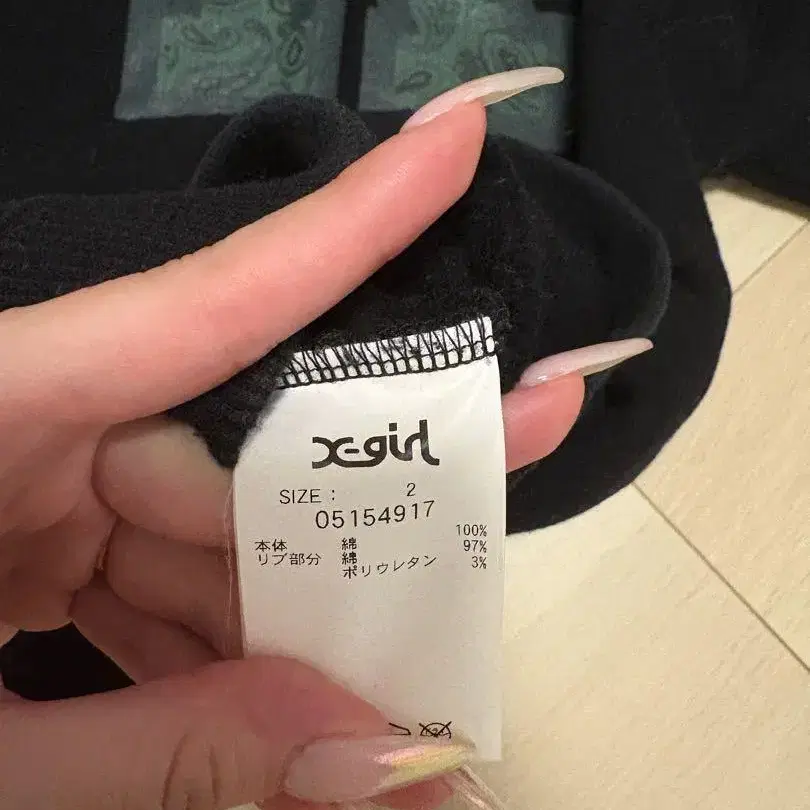 X-girl
SIZE : 2
05154917
本体 綿 100%
リブ部分 綿 97%
ポリウレタン 3%